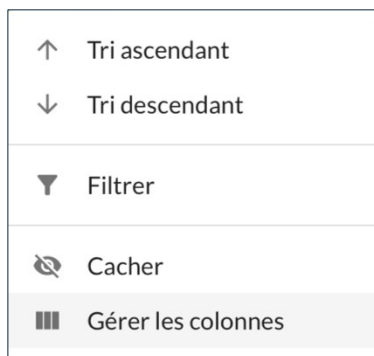 Tri ascendant
Tri descendant
Filtrer
Cacher
Gérer les colonnes